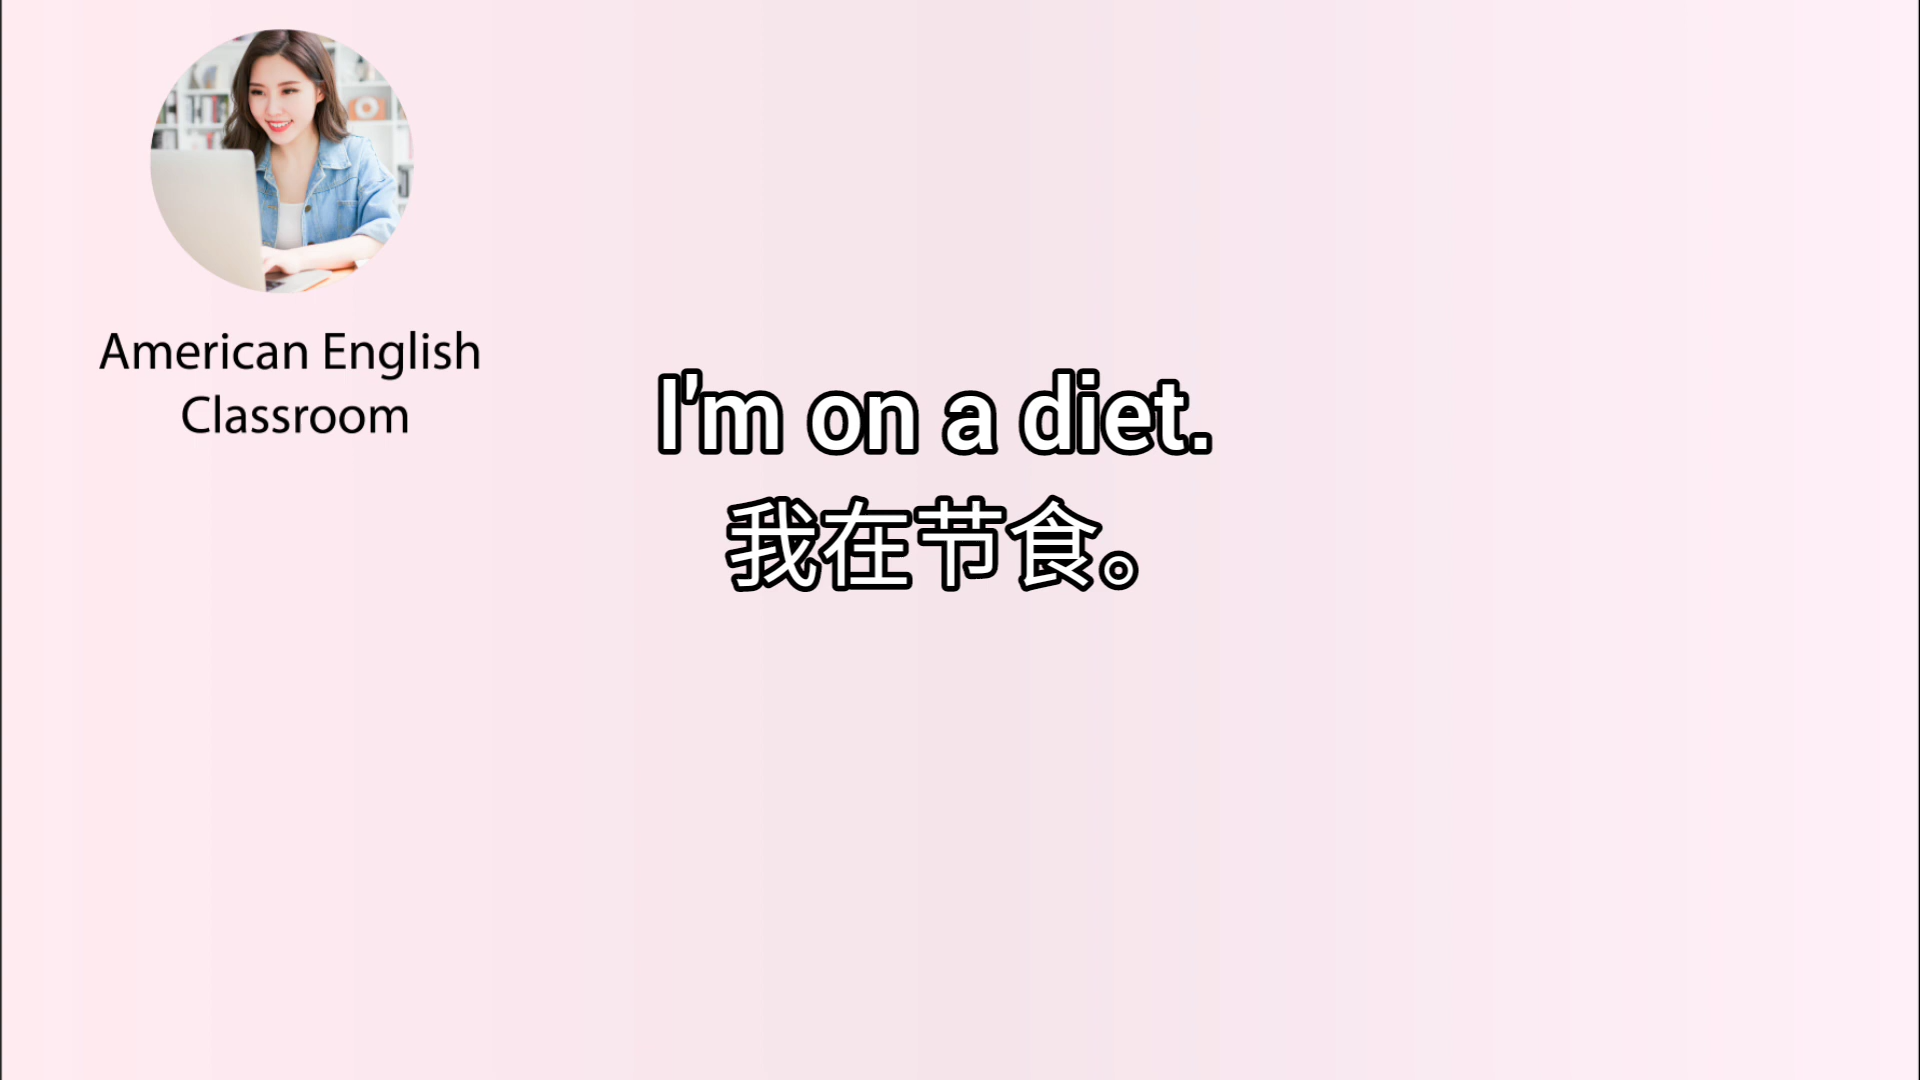 American English
Classroom
I'm on a diet.
我在节食。